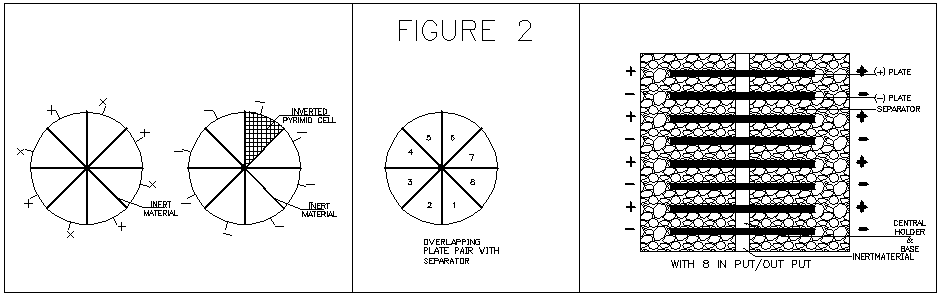 FIGURE 2
X
+
+
X
X
+
+
X
INERT
MATERIAL
INVERTED
PYRIMID CELL
INERT
MATERIAL
5 6
4 7
3 8
2 1
OVERLAPPING
PLATE PAIR WITH
SEPARATOR
+ + (+) PLATE
- - (-) PLATE
SEPARATOR
+ +
- -
+ +
- -
+ +
- -
CENTRAL
HOLDER
&
BASE
INERTMATERIAL
WITH 8 IN PUT/OUT PUT